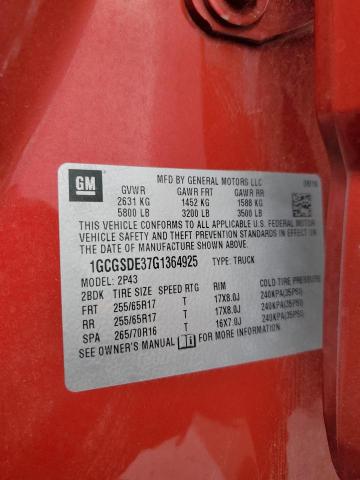 GM
MFD BY GENERAL MOTORS LLC
GVWR GAWR FRT GAWR RR
2631 KG 1452 KG 1588 KG
5800 LB 3200 LB 3500 LB
THIS VEHICLE CONFORMS TO ALL APPLICABLE U.S. FEDERAL MOTOR
VEHICLE SAFETY AND THEFT PREVENTION STANDARDS IN EFFECT ON
THE DATE OF MANUFACTURE SHOWN ABOVE.
1GCGSDE37G1364925 TYPE: TRUCK
MODEL: 2P43
2BDK TIRE SIZE SPEED RTG RIM COLD TIRE PRESSURE
FRT 255/65R17 T 17X8.0J 240KPA(35PSI)
RR 255/65R17 T 17X8.0J 240KPA(35PSI)
SPA 265/70R16 T 16X7.0J 240KPA(35PSI)
SEE OWNER'S MANUAL FOR MORE INFORMATION